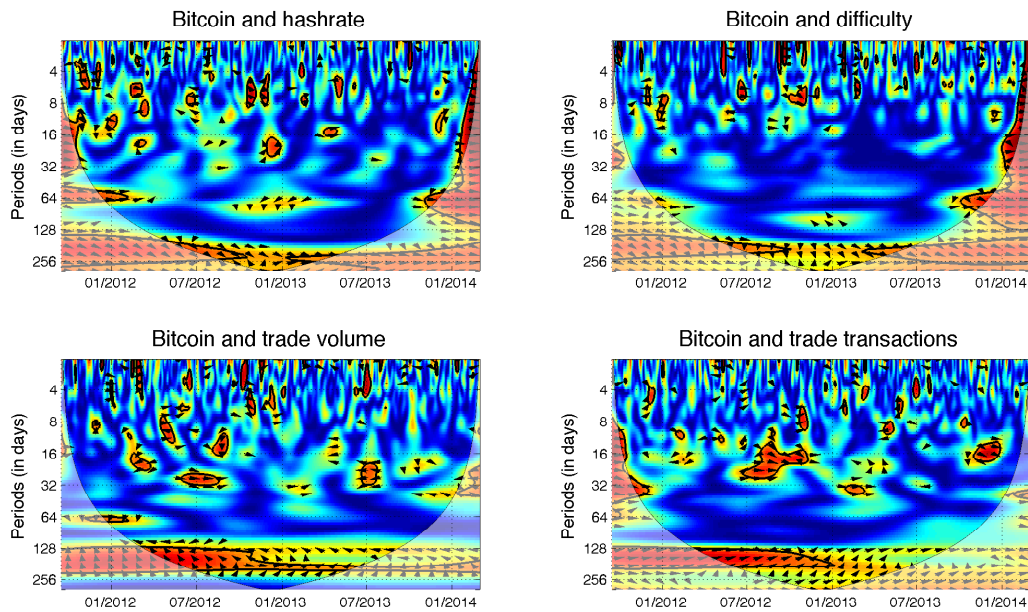 Bitcoin and hashrate
Periods (in days)
4
8
16
32
64
128
256
01/2012 07/2012 01/2013 07/2013 01/2014
Bitcoin and difficulty
Periods (in days)
4
8
16
32
64
128
256
01/2012 07/2012 01/2013 07/2013 01/2014
Bitcoin and trade volume
Periods (in days)
4
8
16
32
64
128
256
01/2012 07/2012 01/2013 07/2013 01/2014
Bitcoin and trade transactions
Periods (in days)
4
8
16
32
64
128
256
01/2012 07/2012 01/2013 07/2013 01/2014